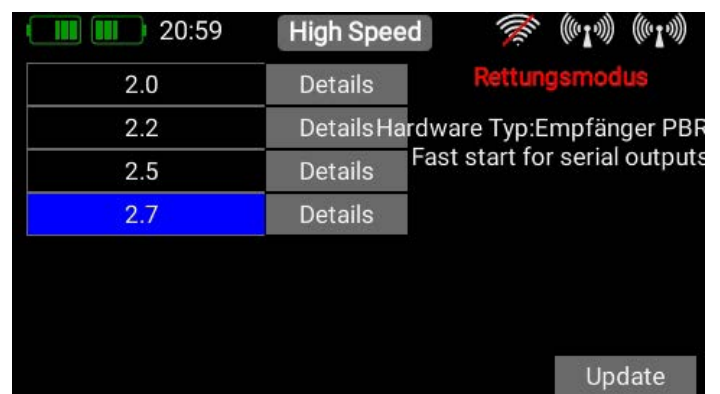 20:59 High Speed
Rettungsmodus
2.0 Details
2.2 Details Hardware Typ:Empfänger PBR
Fast start for serial outputs
2.5 Details
2.7 Details
Update